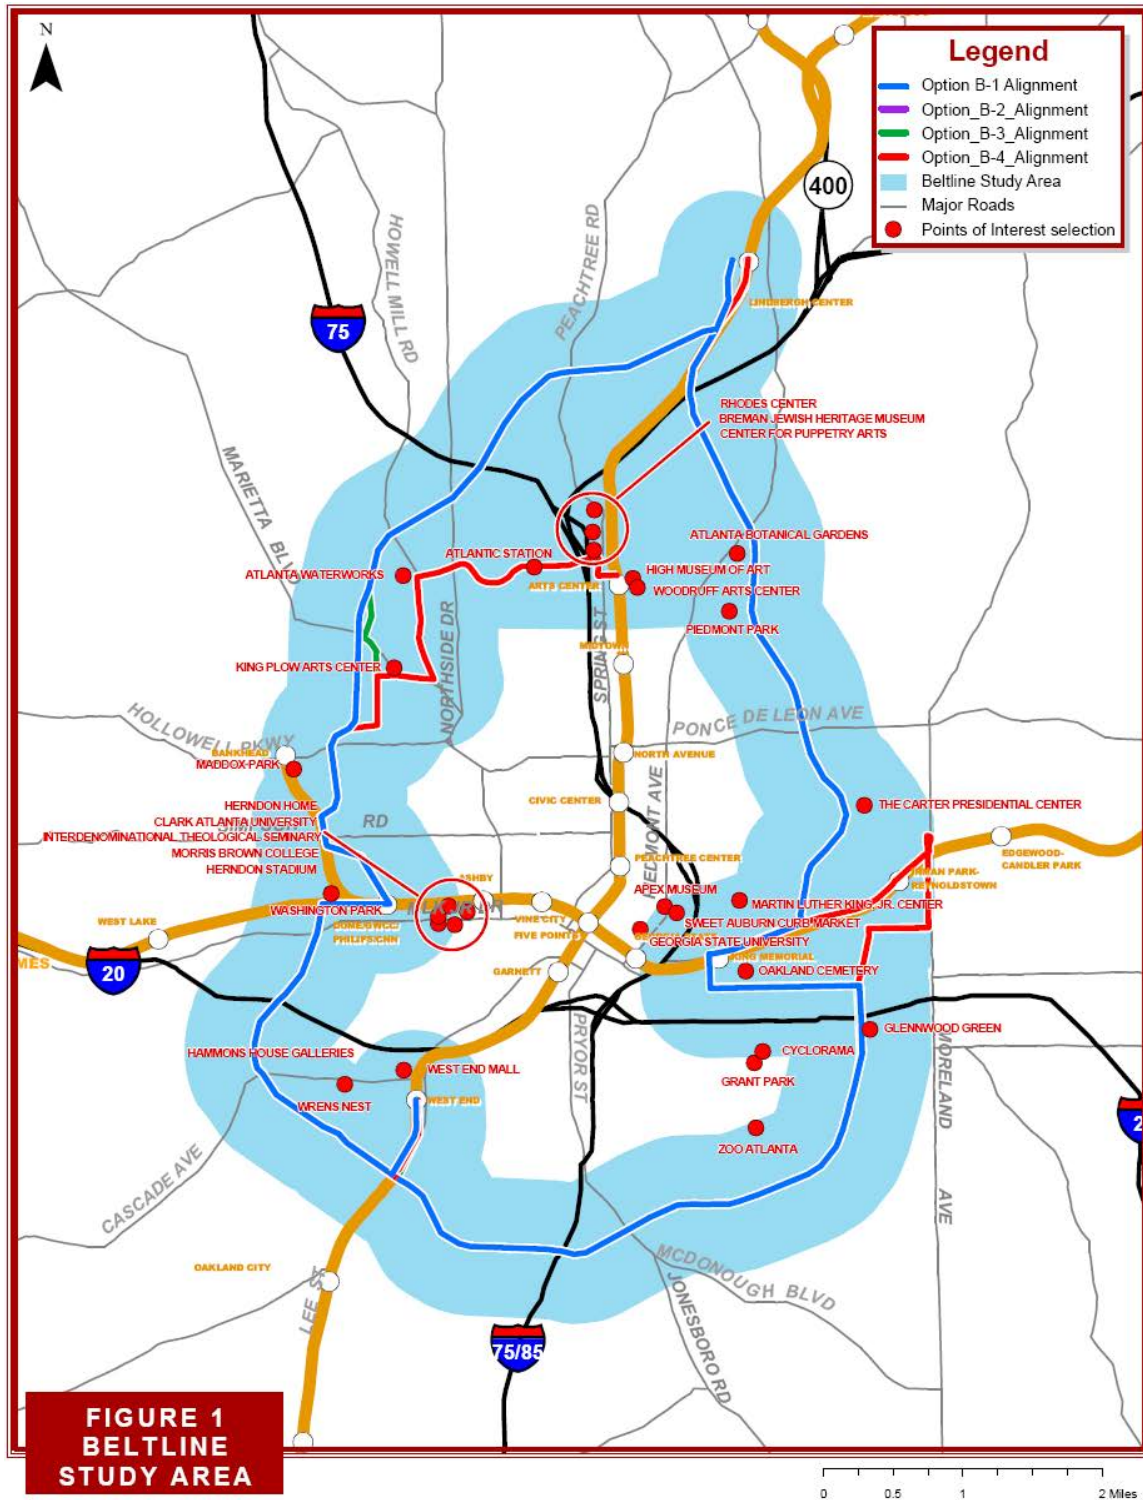 N
Legend
Option B-1 Alignment
Option_B-2_Alignment
Option_B-3_Alignment
Option_B-4_Alignment
Beltline Study Area
Major Roads
Points of Interest selection
400
HOWELL MILL RD
PEACHTREE RD
75
LINDBERGH CENTER
RHODES CENTER
BREMAN JEWISH HERITAGE MUSEUM
CENTER FOR PUPPETRY ARTS
MARIETTA BLVD
ATLANTA BOTANICAL GARDENS
ATLANTIC STATION
ATLANTA WATERWORKS
HIGH MUSEUM OF ART
ARTS CENTER
WOODRUFF ARTS CENTER
NORTHSIDE DR
SPRING ST
PIEDMONT PARK
MIDTOWN
KING PLOW ARTS CENTER
HOLLOWELL PKWY
PONCE DE LEON AVE
BANKHEAD
NORTH AVENUE
MADDOX PARK
PIEDMONT AVE
CIVIC CENTER
THE CARTER PRESIDENTIAL CENTER
HERNDON HOME
CLARK ATLANTA UNIVERSITY
SIMPSON RD
INTERDENOMINATIONAL THEOLOGICAL SEMINARY
MORRIS BROWN COLLEGE
HERNDON STADIUM
PEACHTREE CENTER
EDGEWOOD-
CANDLER PARK
INMAN PARK-
REYNOLDSTOWN
ASHBY
APEX MUSEUM
MARTIN LUTHER KING, JR. CENTER
WASHINGTON PARK
WEST LAKE
VINE CITY
SWEET AUBURN CURB MARKET
DOME/GWCC/
PHILIPS/CNN
FIVE POINTS
GEORGIA STATE UNIVERSITY
KING MEMORIAL
20
GARNETT
OAKLAND CEMETERY
PRYOR ST
GLENNWOOD GREEN
HAMMONS HOUSE GALLERIES
CYCLORAMA
WEST END MALL
GRANT PARK
WRENS NEST
WEST END
MORELAND AVE
ZOO ATLANTA
CASCADE AVE
OAKLAND CITY
LEE ST
MCDONOUGH BLVD
JONESBORO RD
75/85
FIGURE 1
BELTLINE
STUDY AREA
0 0.5 1 2 Miles